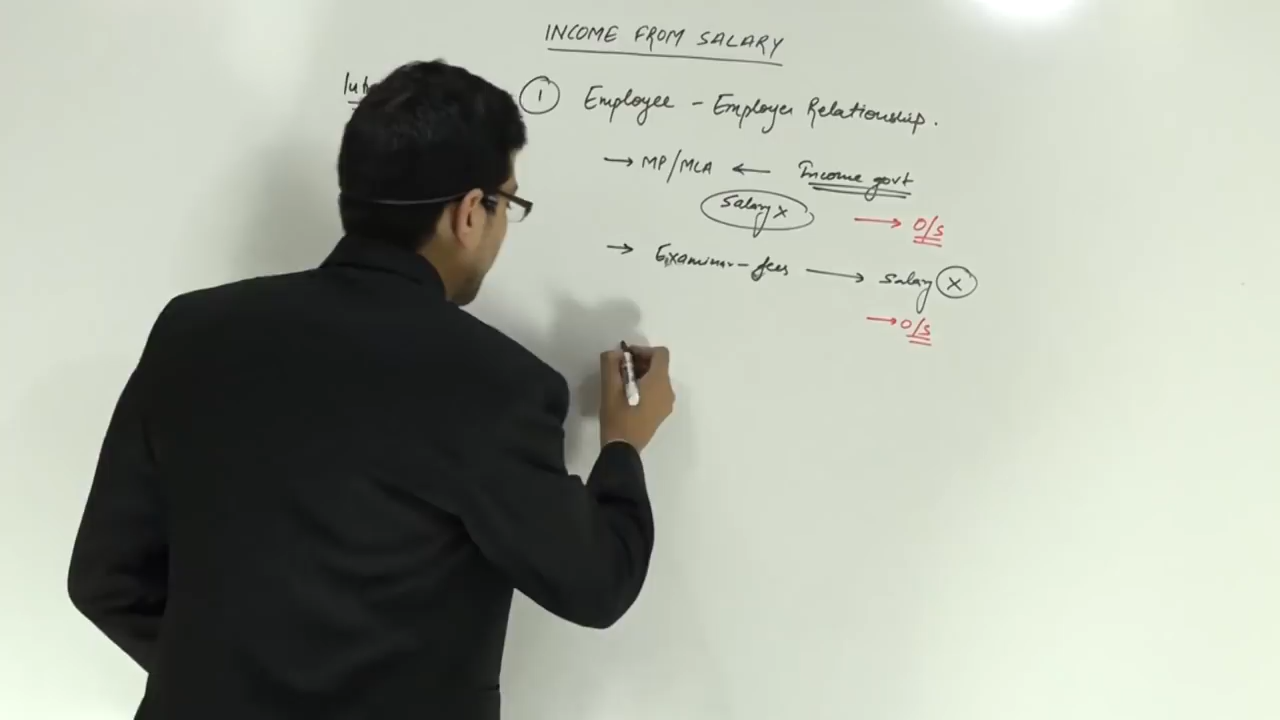 INCOME FROM SALARY
① Employee - Employer Relationship.
→ MP/MLA ← Income govt
Salary x → O/S
→ Examiner - fees → Salary X
→ O/S